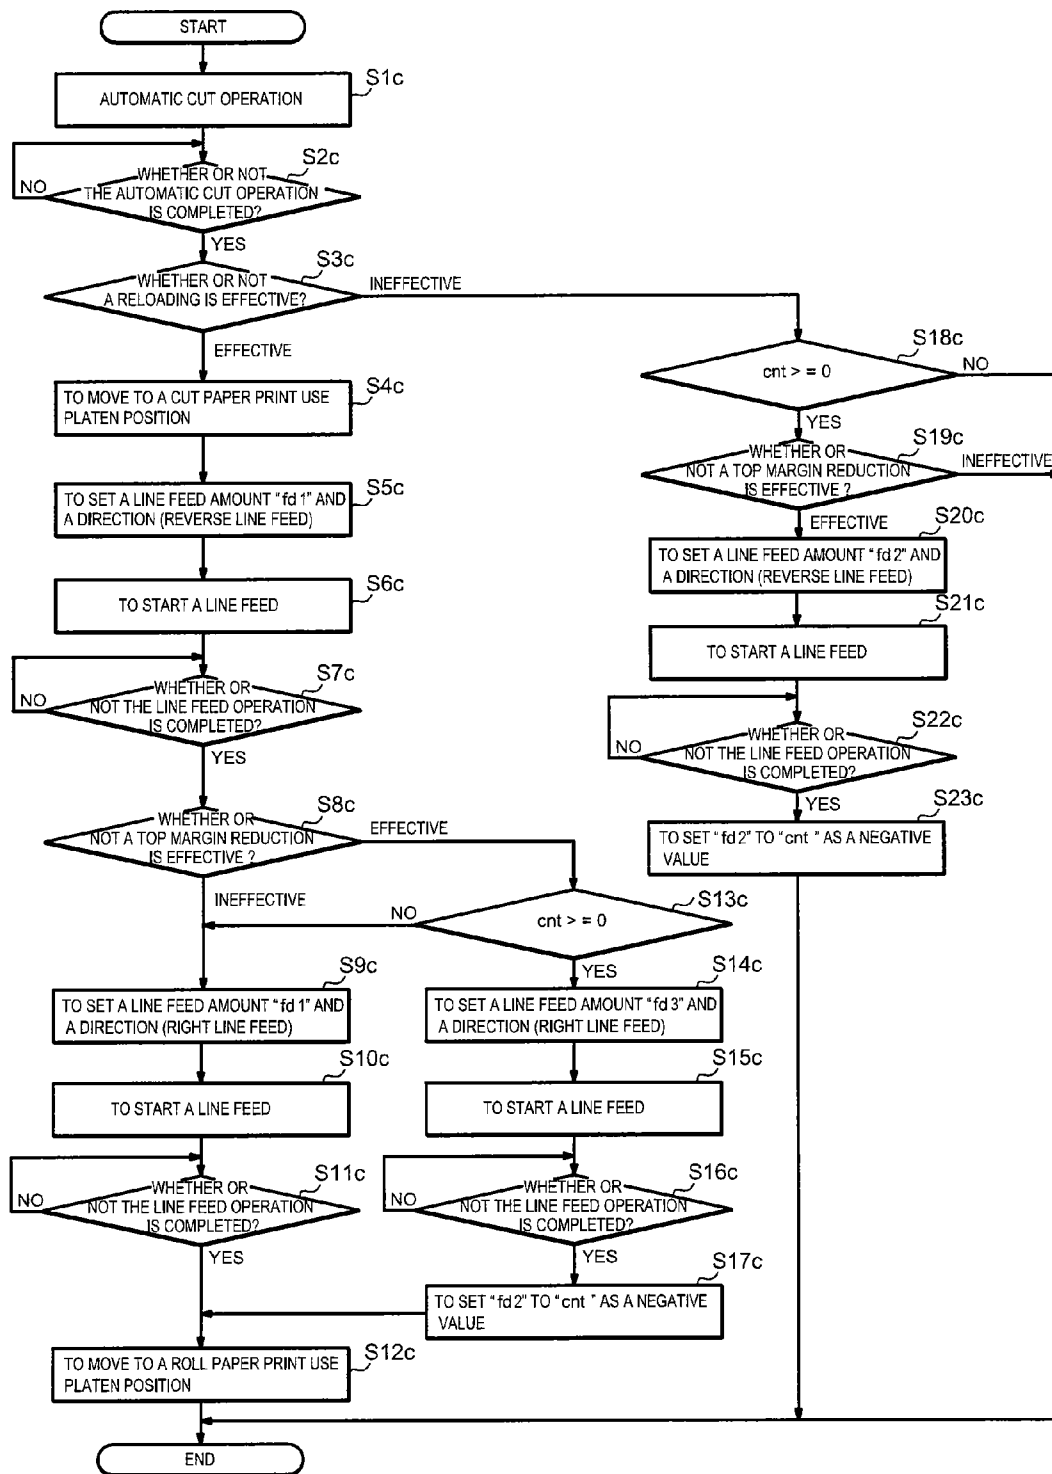 START
S1c
AUTOMATIC CUT OPERATION
S2c
WHETHER OR NOT
THE AUTOMATIC CUT OPERATION
IS COMPLETED?
NO
YES
S3c
WHETHER OR NOT
A RELOADING IS EFFECTIVE?
INEFFECTIVE
EFFECTIVE
S4c
TO MOVE TO A CUT PAPER PRINT USE
PLATEN POSITION
S5c
TO SET A LINE FEED AMOUNT "fd 1" AND
A DIRECTION (REVERSE LINE FEED)
S6c
TO START A LINE FEED
S7c
WHETHER OR
NOT THE LINE FEED OPERATION
IS COMPLETED?
NO
YES
S8c
WHETHER OR
NOT A TOP MARGIN REDUCTION
IS EFFECTIVE ?
EFFECTIVE
INEFFECTIVE
S9c
TO SET A LINE FEED AMOUNT "fd 1" AND
A DIRECTION (RIGHT LINE FEED)
S10c
TO START A LINE FEED
S11c
WHETHER OR
NOT THE LINE FEED OPERATION
IS COMPLETED?
NO
YES
S12c
TO MOVE TO A ROLL PAPER PRINT USE
PLATEN POSITION
END
S13c
cnt > = 0
NO
YES
S14c
TO SET A LINE FEED AMOUNT "fd 3" AND
A DIRECTION (RIGHT LINE FEED)
S15c
TO START A LINE FEED
S16c
WHETHER OR
NOT THE LINE FEED OPERATION
IS COMPLETED?
NO
YES
S17c
TO SET "fd 2" TO "cnt " AS A NEGATIVE
VALUE
S18c
cnt > = 0
NO
YES
S19c
WHETHER OR
NOT A TOP MARGIN REDUCTION
IS EFFECTIVE ?
INEFFECTIVE
EFFECTIVE
S20c
TO SET A LINE FEED AMOUNT "fd 2" AND
A DIRECTION (REVERSE LINE FEED)
S21c
TO START A LINE FEED
S22c
WHETHER OR
NOT THE LINE FEED OPERATION
IS COMPLETED?
NO
YES
S23c
TO SET "fd 2" TO "cnt " AS A NEGATIVE
VALUE